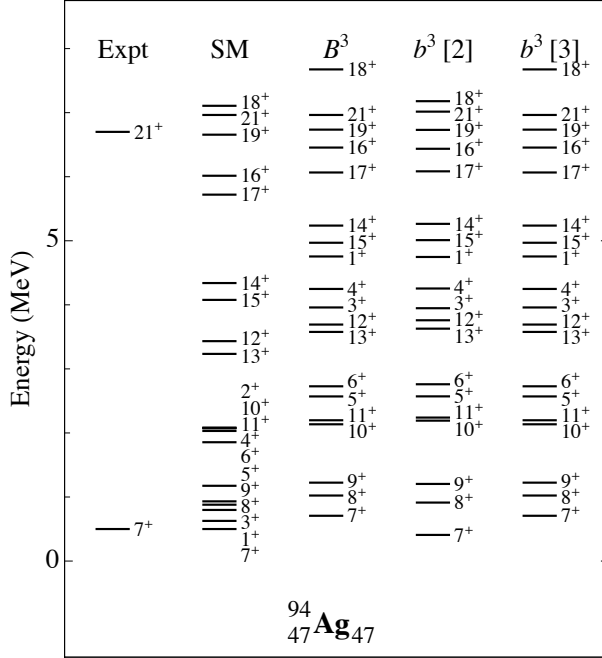 Expt SM B³ b³ [2] b³ [3]
18⁺ 18⁺ 18⁺ 18⁺
21⁺ 21⁺ 21⁺ 21⁺ 21⁺
19⁺ 19⁺ 19⁺ 19⁺
16⁺ 16⁺ 16⁺ 16⁺
17⁺ 17⁺ 17⁺ 17⁺
5
14⁺ 14⁺ 14⁺ 14⁺
15⁺ 15⁺ 15⁺ 15⁺
1⁺ 1⁺ 1⁺
4⁺ 4⁺ 4⁺
3⁺ 3⁺ 3⁺
12⁺ 12⁺ 12⁺ 12⁺
13⁺ 13⁺ 13⁺ 13⁺
2⁺ 6⁺ 6⁺ 6⁺
10⁺ 5⁺ 5⁺ 5⁺
11⁺ 11⁺ 11⁺ 11⁺
4⁺ 10⁺ 10⁺ 10⁺
6⁺
5⁺
9⁺ 9⁺ 9⁺ 9⁺
8⁺ 8⁺ 8⁺ 8⁺
7⁺ 3⁺ 7⁺ 7⁺ 7⁺
1⁺
7⁺
0
Energy (MeV)
⁹⁴₄₇Ag₄₇